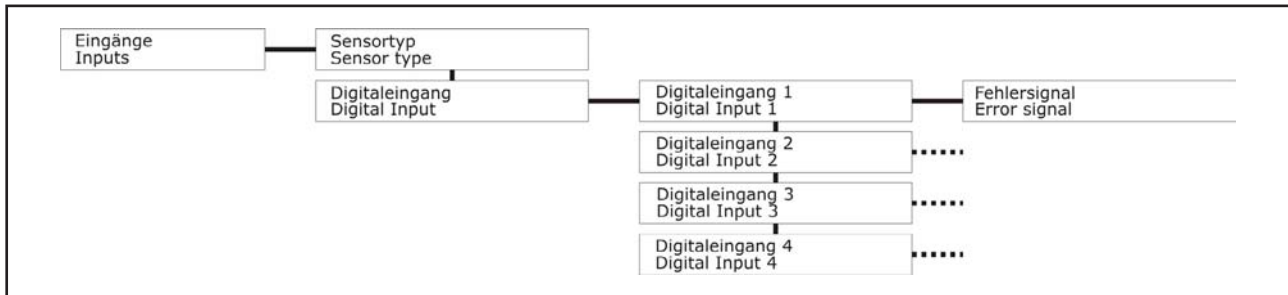 Eingänge
Inputs
Sensortyp
Sensor type
Digitaleingang
Digital Input
Digitaleingang 1
Digital Input 1
Fehlersignal
Error signal
Digitaleingang 2
Digital Input 2
Digitaleingang 3
Digital Input 3
Digitaleingang 4
Digital Input 4